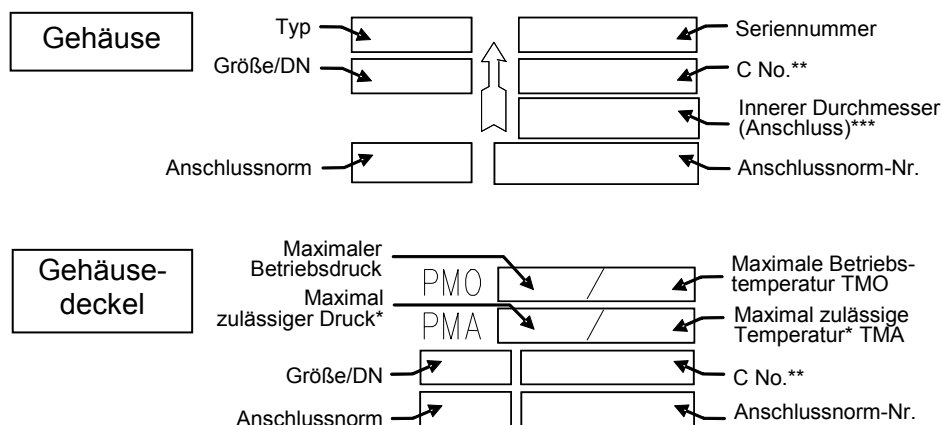 Gehäuse
Typ
Seriennummer
Größe/DN
C No.**
Innerer Durchmesser
(Anschluss)***
Anschlussnorm
Anschlussnorm-Nr.
Gehäuse-
deckel
Maximaler
Betriebsdruck
PMO
/
Maximale Betriebs-
temperatur TMO
Maximal
zulässiger Druck*
PMA
/
Maximal zulässige
Temperatur* TMA
Größe/DN
C No.**
Anschlussnorm
Anschlussnorm-Nr.